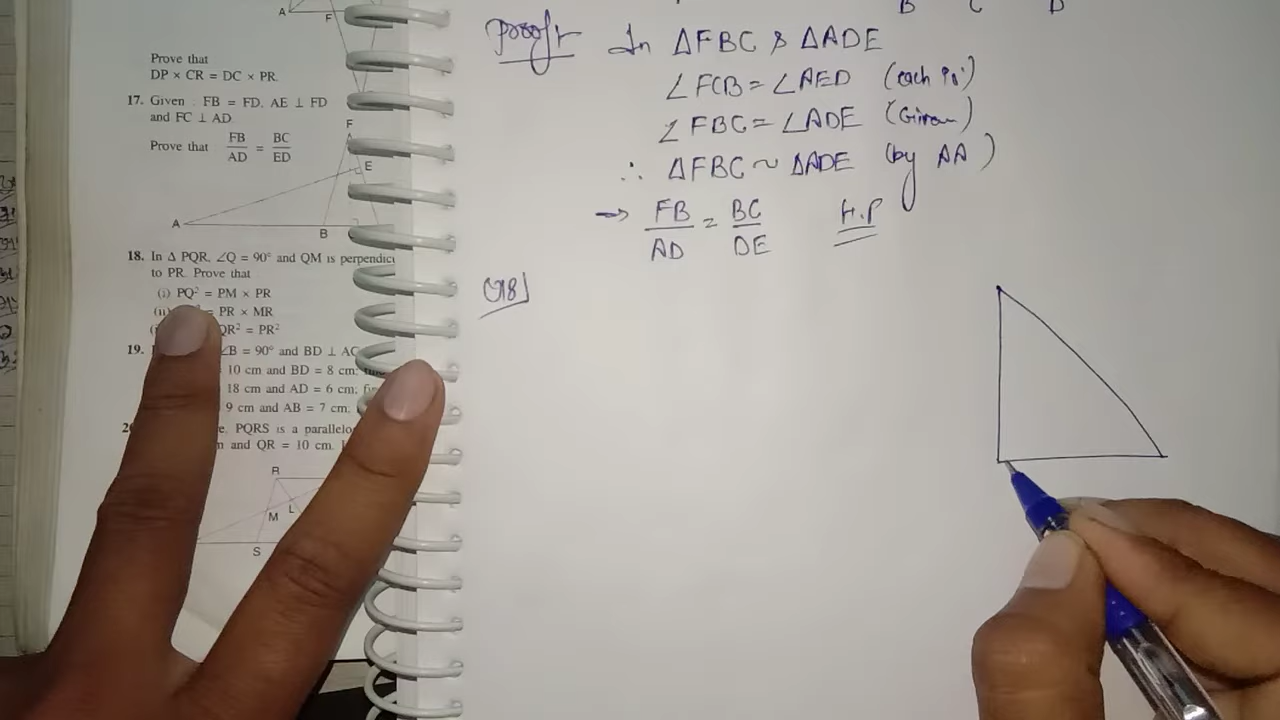 A F
Prove that
DP × CR = DC × PR.
17. Given : FB = FD, AE ⊥ FD
and FC ⊥ AD.
Prove that FB/AD = BC/ED
F
E
A
B
18. In Δ PQR, ∠Q = 90° and QM is
to PR. Prove that
(i) PQ² = PM × PR
= PR × MR
QR² = PR²
19. ∠B = 90° and BD ⊥ AC
10 cm and BD = 8 cm;
18 cm and AD = 6 cm;
9 cm and AB = 7 cm,
PQRS is a
and QR = 10 cm.
R
M L
S
B C D
Proof In ΔFBC & ΔADE
∠FCB = ∠AED (each 90°)
∠FBC = ∠ADE (Given)
∴ ΔFBC ~ ΔADE (by AA)
→ FB/AD = BC/DE H.P
Q18]